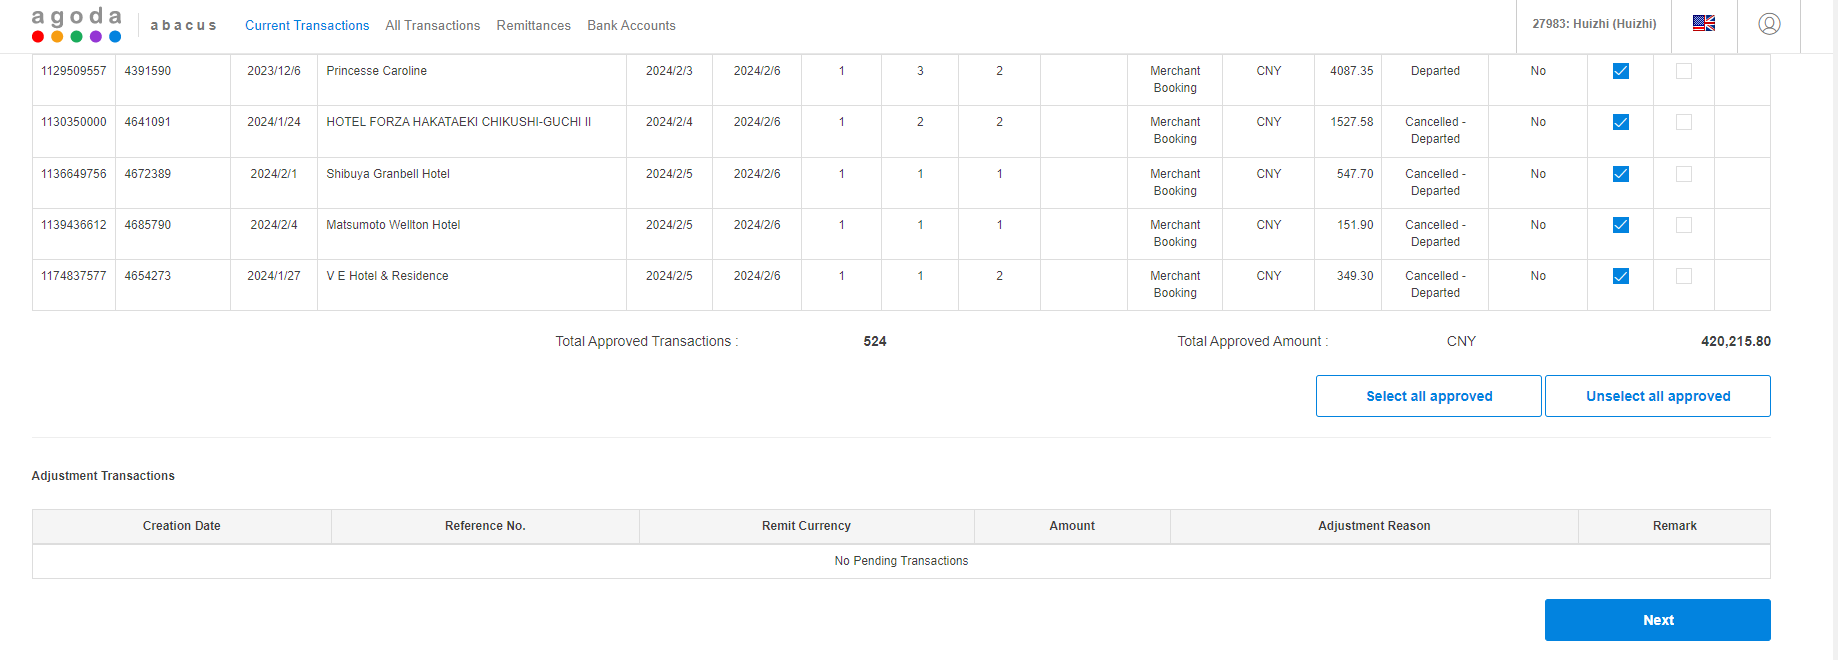 agoda abacus Current Transactions All Transactions Remittances Bank Accounts 27983: Huizhi (Huizhi)
1129509557 4391590 2023/12/6 Princesse Caroline 2024/2/3 2024/2/6 1 3 2 Merchant Booking CNY 4087.35 Departed No
1130350000 4641091 2024/1/24 HOTEL FORZA HAKATAEKI CHIKUSHI-GUCHI II 2024/2/4 2024/2/6 1 2 2 Merchant Booking CNY 1527.58 Cancelled - Departed No
1136649756 4672389 2024/2/1 Shibuya Granbell Hotel 2024/2/5 2024/2/6 1 1 1 Merchant Booking CNY 547.70 Cancelled - Departed No
1139436612 4685790 2024/2/4 Matsumoto Wellton Hotel 2024/2/5 2024/2/6 1 1 1 Merchant Booking CNY 151.90 Cancelled - Departed No
1174837577 4654273 2024/1/27 V E Hotel & Residence 2024/2/5 2024/2/6 1 1 2 Merchant Booking CNY 349.30 Cancelled - Departed No
Total Approved Transactions : 524 Total Approved Amount : CNY 420,215.80
Select all approved Unselect all approved
Adjustment Transactions
Creation Date Reference No. Remit Currency Amount Adjustment Reason Remark
No Pending Transactions
Next